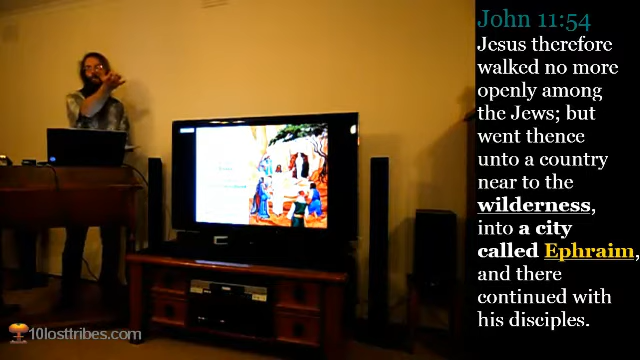 John 11:54
Jesus therefore
walked no more
openly among
the Jews; but
went thence
unto a country
near to the
wilderness,
into a city
called Ephraim,
and there
continued with
his disciples.
10losttribes.com